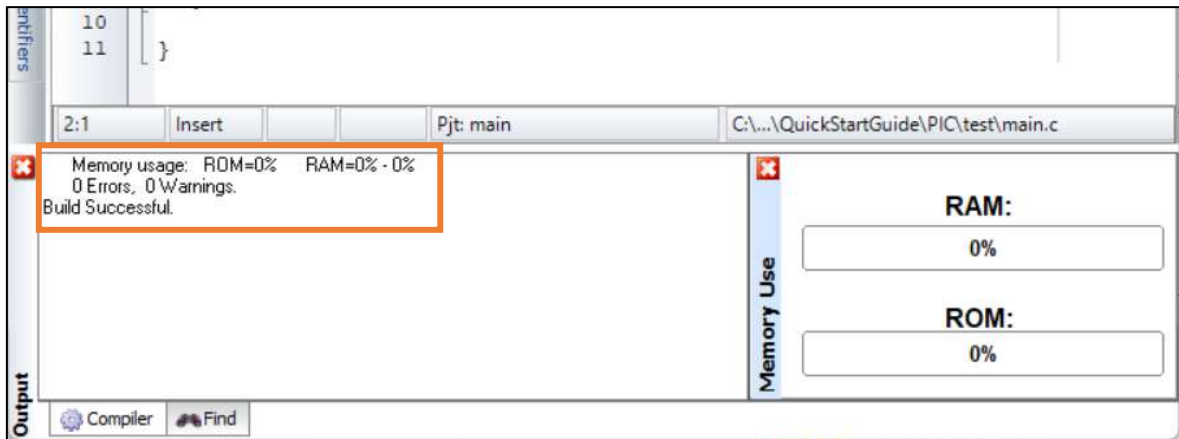 entifiers
10
11 }
2:1 Insert Pjt: main C:\...\QuickStartGuide\PIC\test\main.c
Memory usage: ROM=0% RAM=0% - 0%
0 Errors, 0 Warnings.
Build Successful.
Output
Compiler Find
Memory Use
RAM:
0%
ROM:
0%